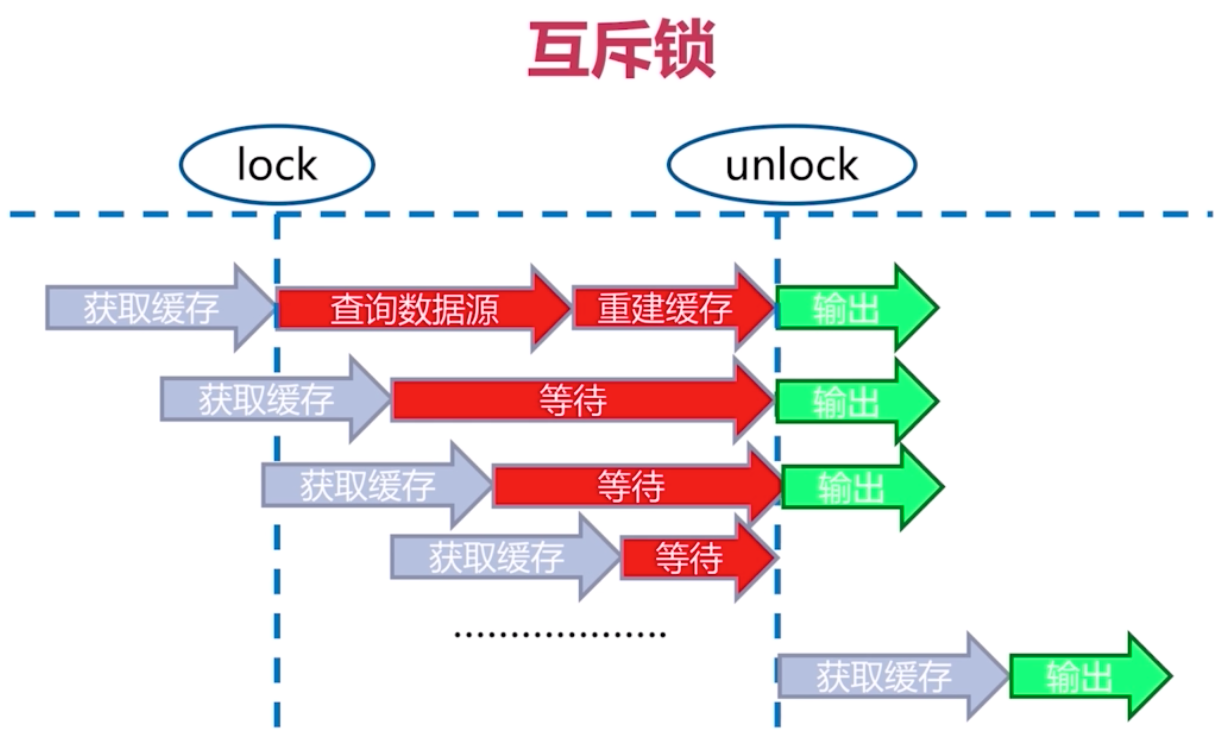 互斥锁
lock
unlock
获取缓存 查询数据源 重建缓存 输出
获取缓存 等待 输出
获取缓存 等待 输出
获取缓存 等待
...................
获取缓存 输出